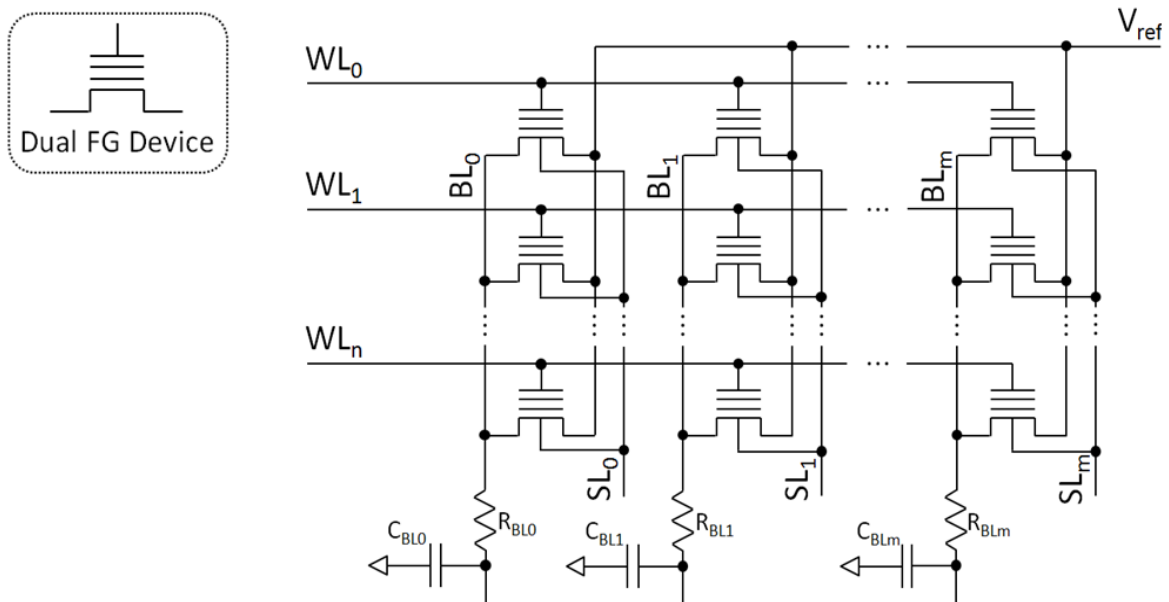 V_ref
WL_0
Dual FG Device
BL_0
BL_1
BL_m
WL_1
...
WL_n
...
SL_0
SL_1
SL_m
C_BL0
R_BL0
C_BL1
R_BL1
C_BLm
R_BLm